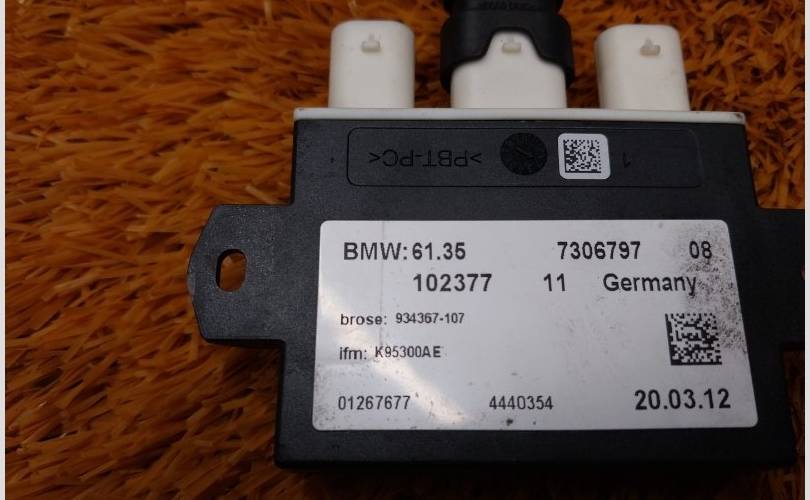 >PBT-PC<
1
BMW: 61.35 7306797 08
102377 11 Germany
brose: 934367-107
ifm: K95300AE
01267677 4440354 20.03.12